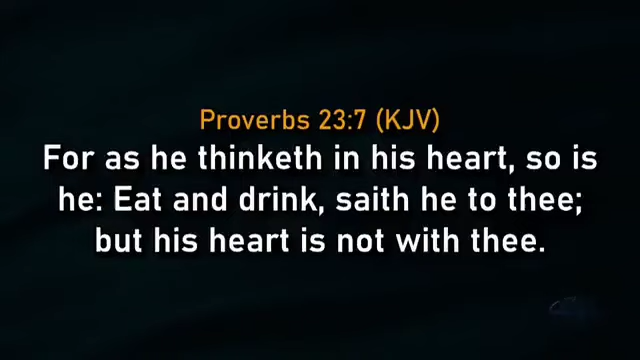 Proverbs 23:7 (KJV)
For as he thinketh in his heart, so is
he: Eat and drink, saith he to thee;
but his heart is not with thee.